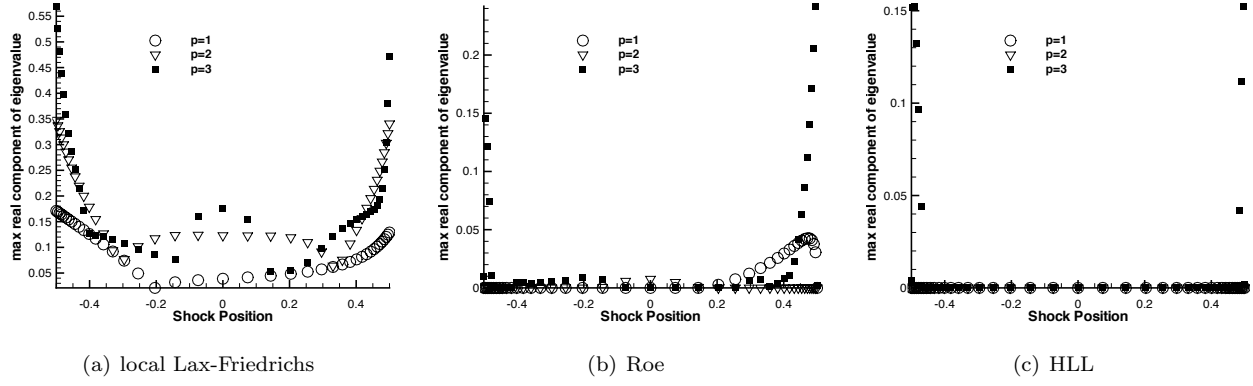 max real component of eigenvalue
0.55
0.5
0.45
0.4
0.35
0.3
0.25
0.2
0.15
0.1
0.05
-0.4
-0.2
0
0.2
0.4
Shock Position
p=1
p=2
p=3
(a) local Lax-Friedrichs
max real component of eigenvalue
0.2
0.15
0.1
0.05
0
-0.4
-0.2
0
0.2
0.4
Shock Position
p=1
p=2
p=3
(b) Roe
max real component of eigenvalue
0.15
0.1
0.05
0
-0.4
-0.2
0
0.2
0.4
Shock Position
p=1
p=3
(c) HLL